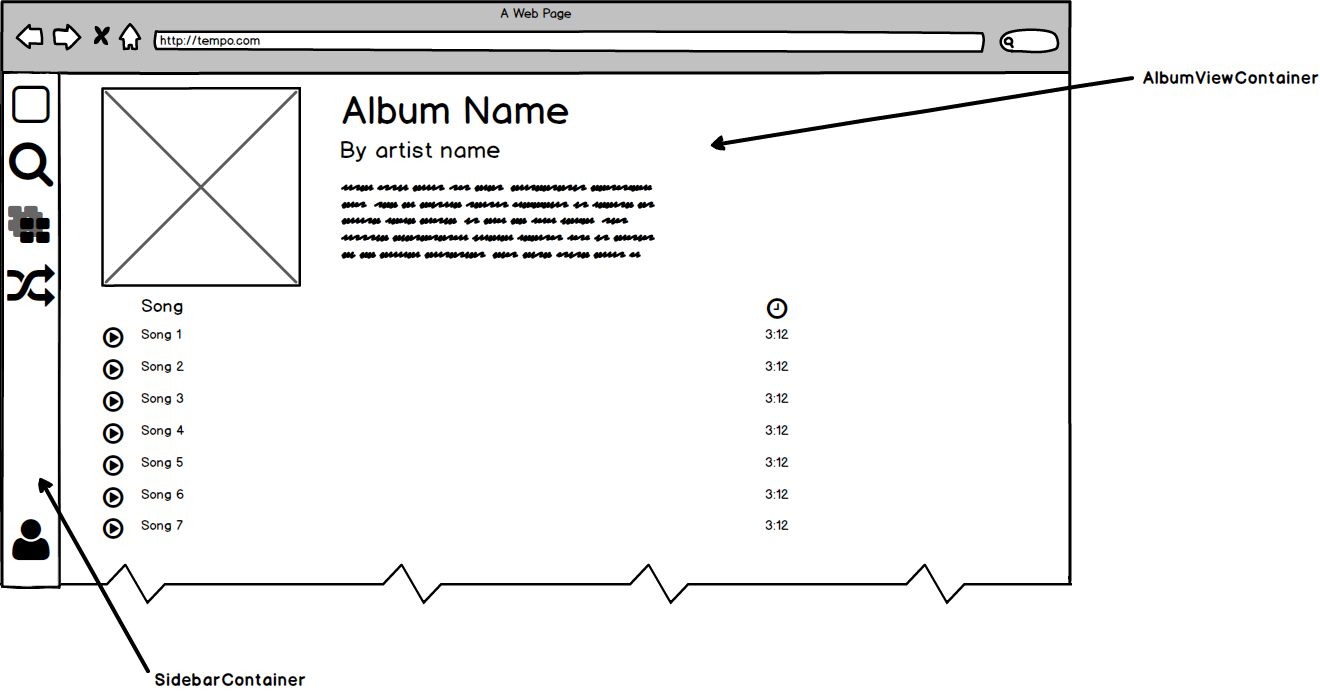 A Web Page
http://tempo.com
AlbumViewContainer
Album Name
By artist name
Song
Song 1 3:12
Song 2 3:12
Song 3 3:12
Song 4 3:12
Song 5 3:12
Song 6 3:12
Song 7 3:12
SidebarContainer